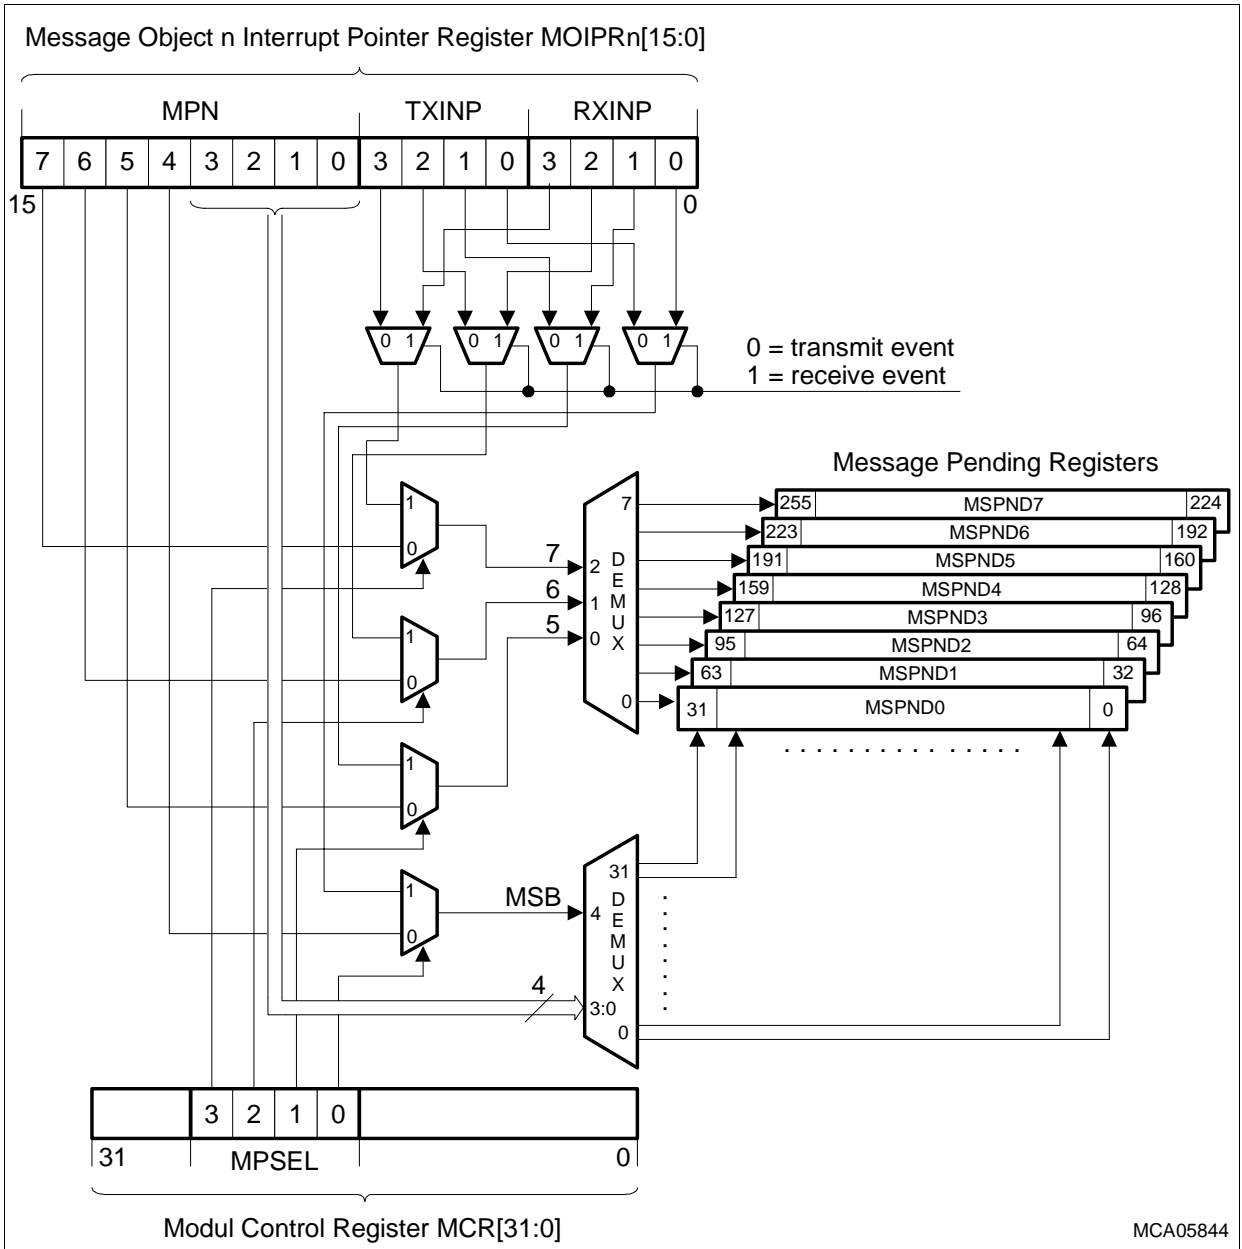 Message Object n Interrupt Pointer Register MOIPRn[15:0]
MPN TXINP RXINP
7 6 5 4 3 2 1 0 3 2 1 0 3 2 1 0
15 0
0 1 0 1 0 1 0 1
0 = transmit event
1 = receive event
Message Pending Registers
1
0
1
0
1
0
1
0
7
6
5
MSB
4
7
2
1
0
DEMUX
0
255 MSPND7 224
223 MSPND6 192
191 MSPND5 160
159 MSPND4 128
127 MSPND3 96
95 MSPND2 64
63 MSPND1 32
31 MSPND0 0
31
4
DEMUX
3:0
0
3 2 1 0
31 MPSEL 0
Modul Control Register MCR[31:0]
MCA05844